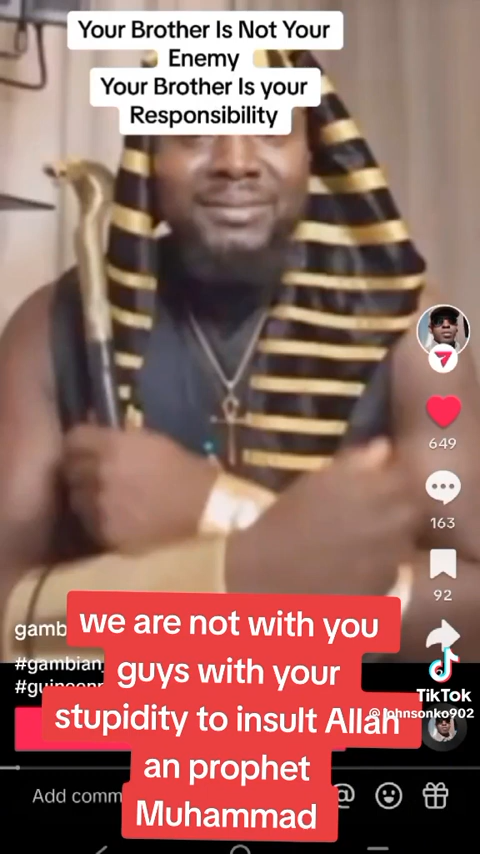 Your Brother Is Not Your
Enemy
Your Brother Is your
Responsibility
649
163
92
gamb
#gambian
we are not with you
guys with your
stupidity to insult Allah
an prophet
Muhammad
TikTok
@johnsonko902
Add comm